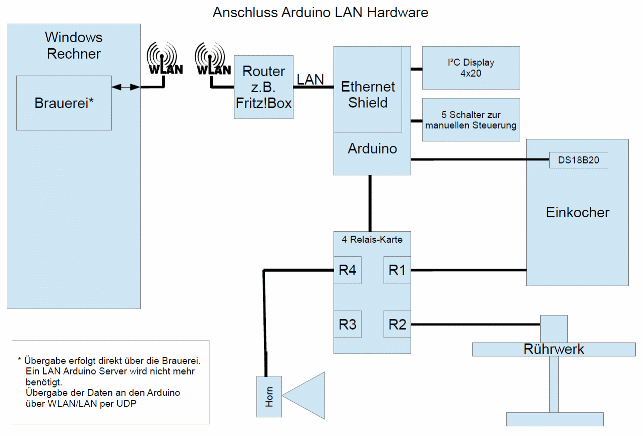 Anschluss Arduino LAN Hardware
Windows
Rechner
Brauerei*
WLAN
WLAN
Router
z.B.
Fritz!Box
LAN
Ethernet
Shield
Arduino
I²C Display
4x20
5 Schalter zur
manuellen Steuerung
DS18B20
Einkocher
4 Relais-Karte
R4
R1
R3
R2
Rührwerk
Horn
* Übergabe erfolgt direkt über die Brauerei.
Ein LAN Arduino Server wird nicht mehr
benötigt.
Übergabe der Daten an den Arduino
über WLAN/LAN per UDP